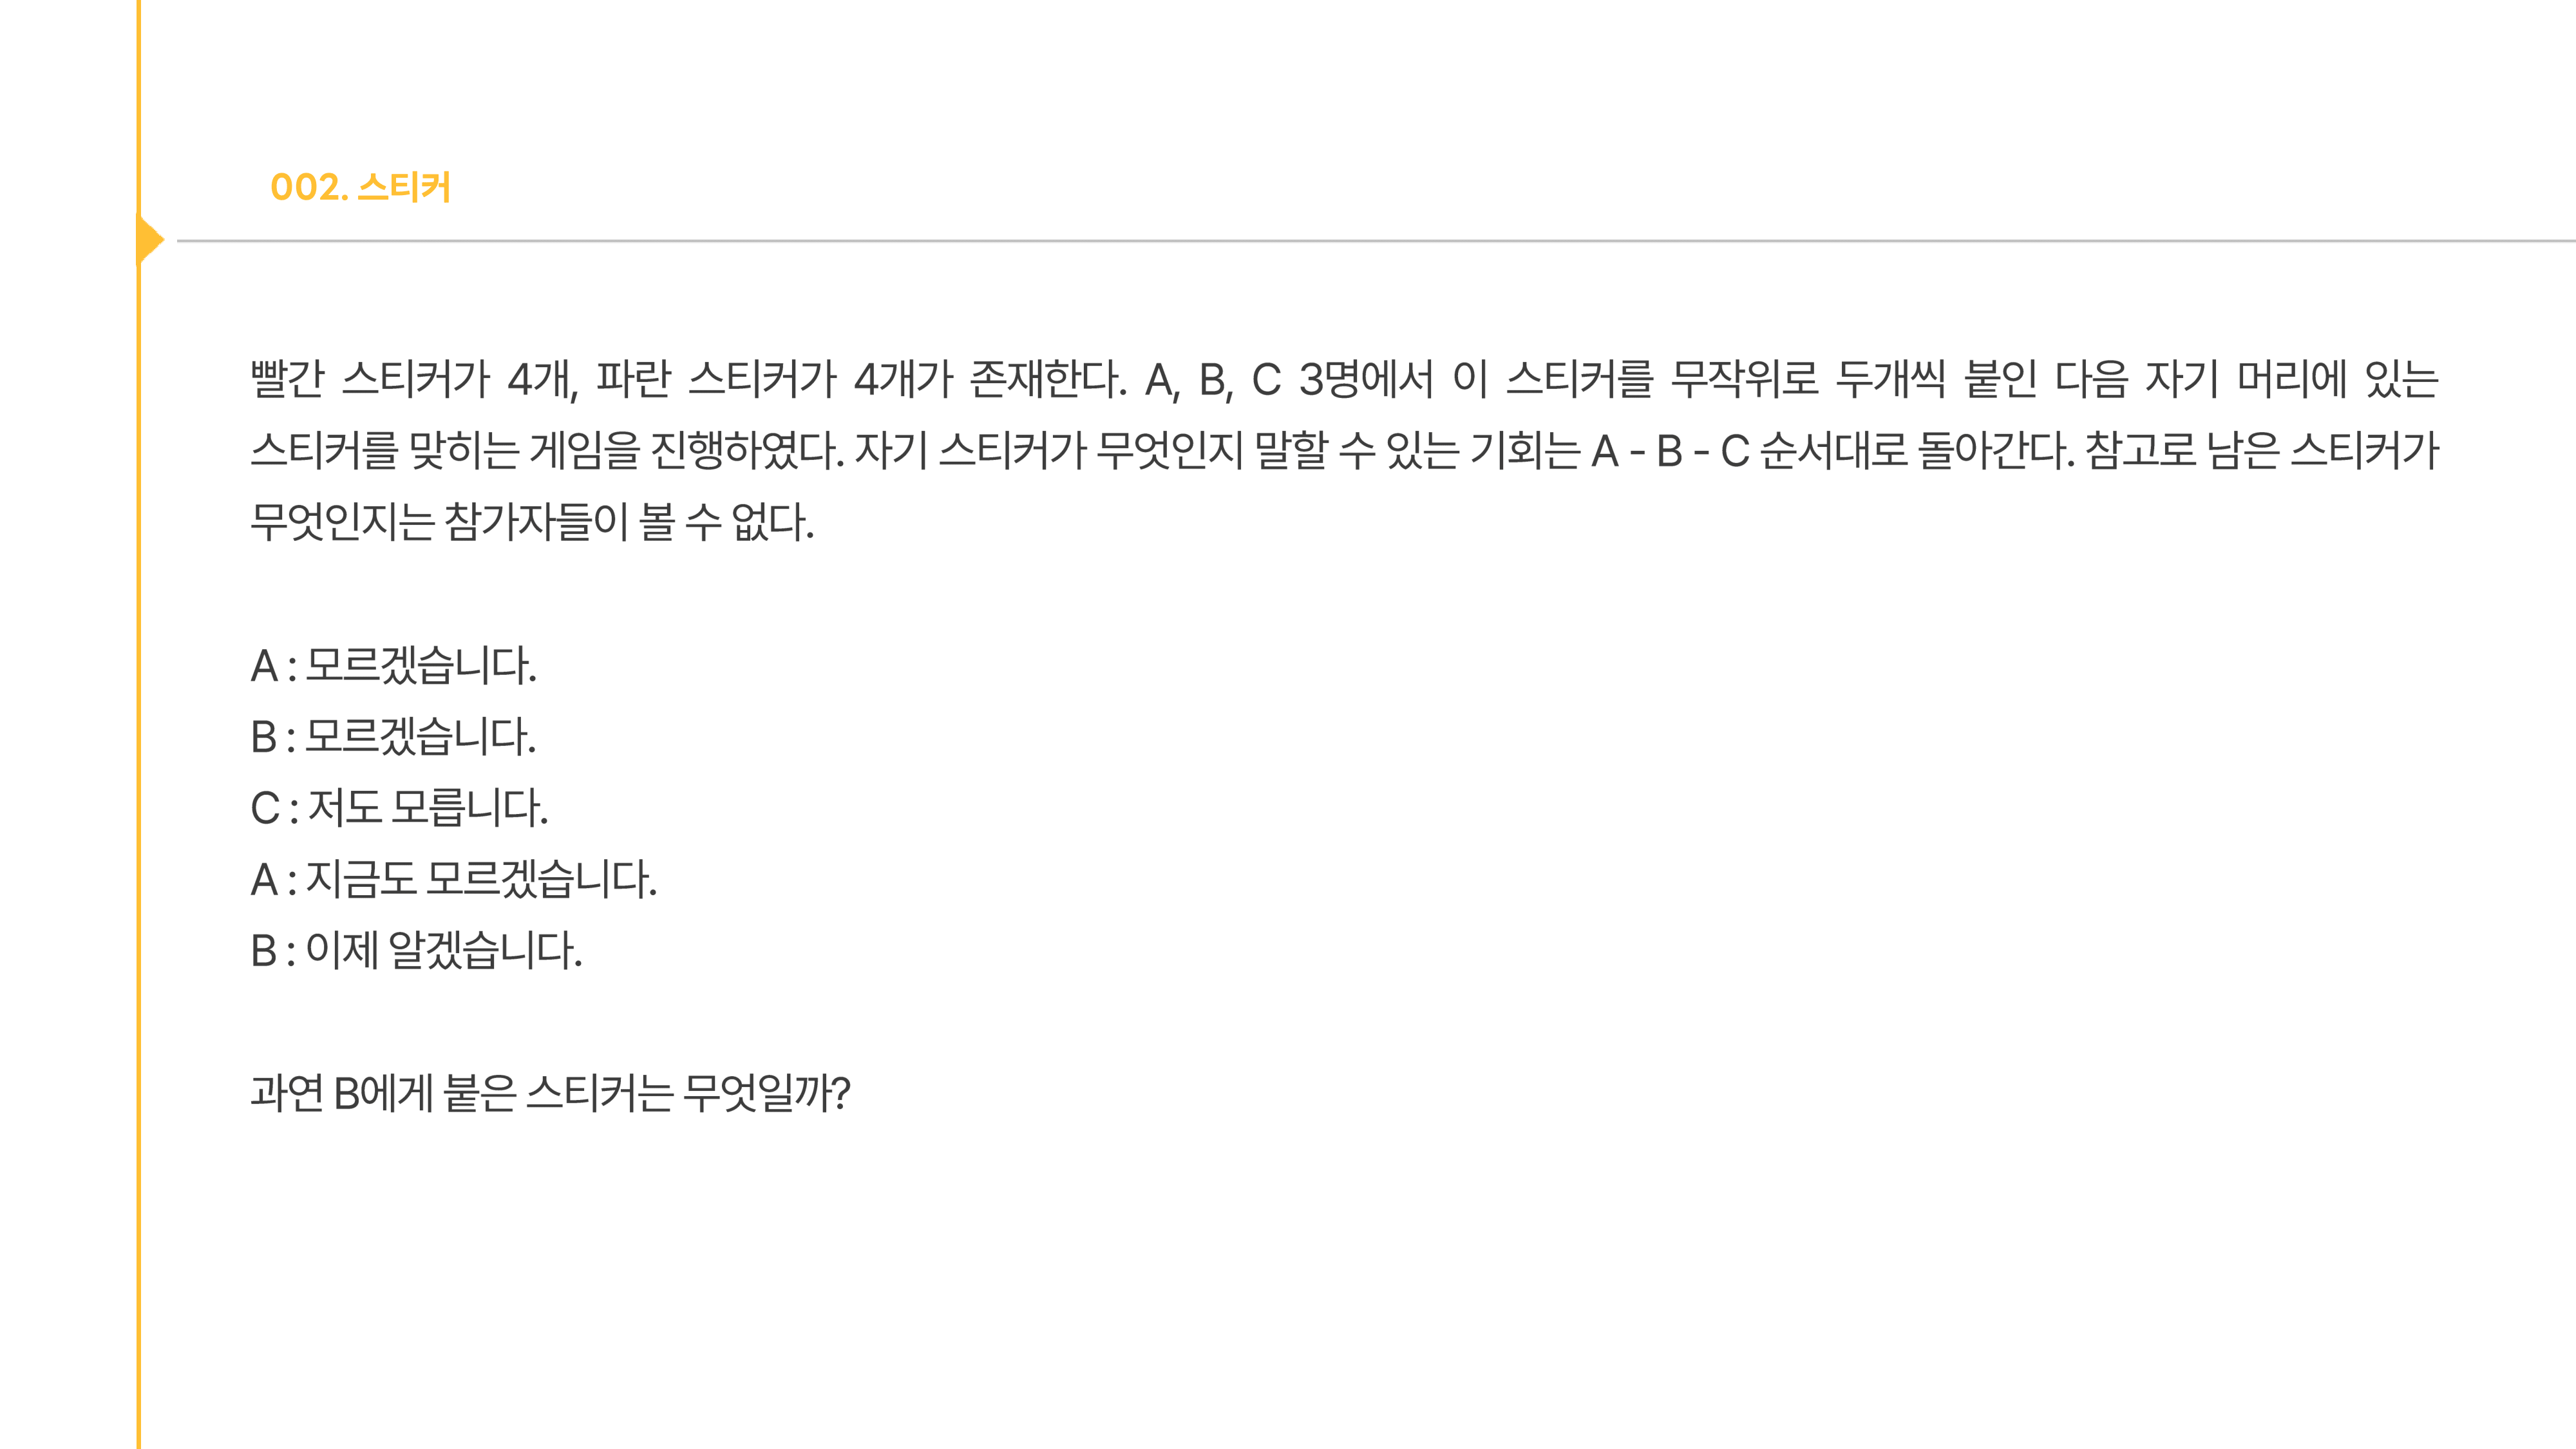 002. 스티커
빨간 스티커가 4개, 파란 스티커가 4개가 존재한다. A, B, C 3명에서 이 스티커를 무작위로 두개씩 붙인 다음 자기 머리에 있는
스티커를 맞히는 게임을 진행하였다. 자기 스티커가 무엇인지 말할 수 있는 기회는 A - B - C 순서대로 돌아간다. 참고로 남은 스티커가
무엇인지는 참가자들이 볼 수 없다.
A : 모르겠습니다.
B : 모르겠습니다.
C : 저도 모릅니다.
A : 지금도 모르겠습니다.
B : 이제 알겠습니다.
과연 B에게 붙은 스티커는 무엇일까?